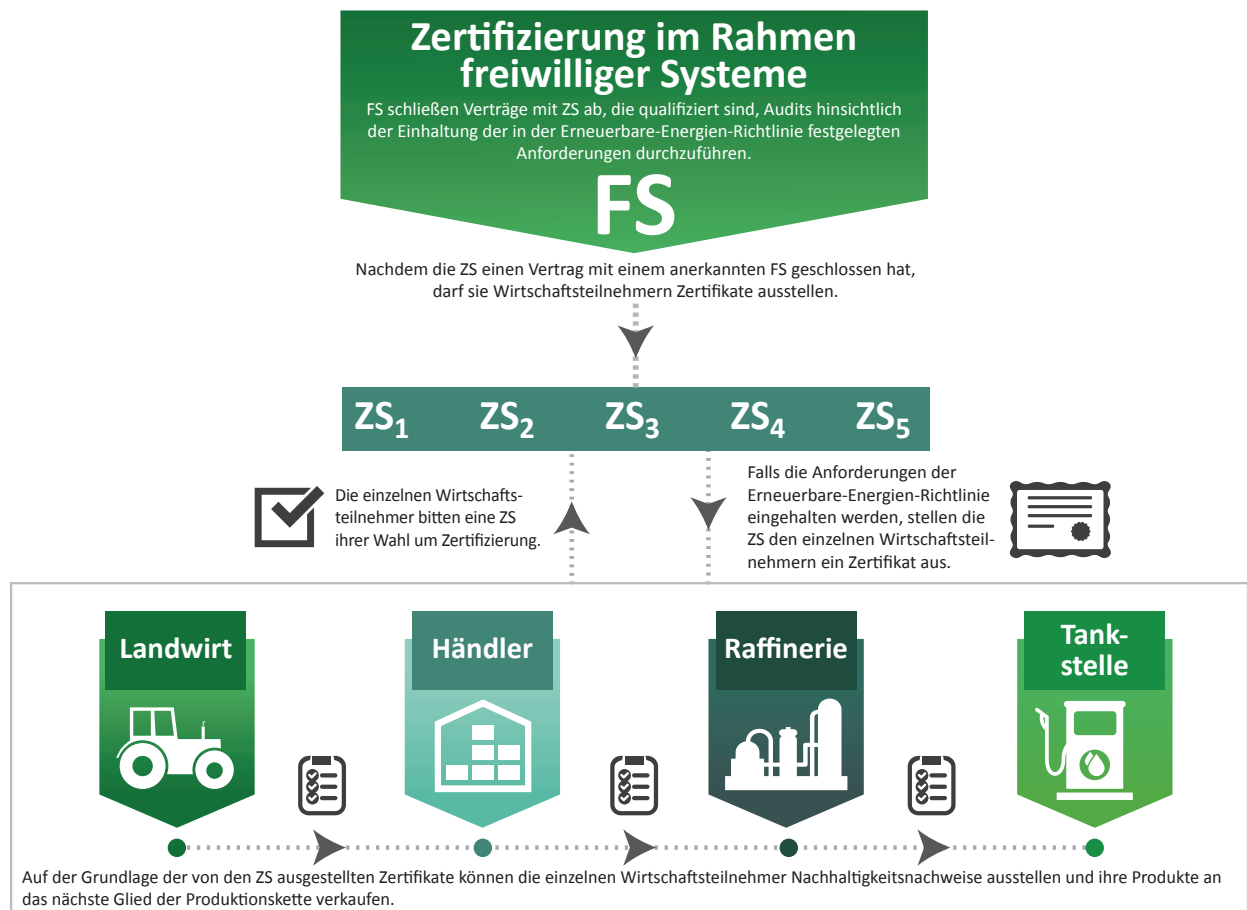 Zertifizierung im Rahmen
freiwilliger Systeme
FS schließen Verträge mit ZS ab, die qualifiziert sind, Audits hinsichtlich
der Einhaltung der in der Erneuerbare-Energien-Richtlinie festgelegten
Anforderungen durchzuführen.
FS
Nachdem die ZS einen Vertrag mit einem anerkannten FS geschlossen hat,
darf sie Wirtschaftsteilnehmern Zertifikate ausstellen.
ZS1 ZS2 ZS3 ZS4 ZS5
Die einzelnen Wirtschafts-
teilnehmer bitten eine ZS
ihrer Wahl um Zertifizierung.
Falls die Anforderungen der
Erneuerbare-Energien-Richtlinie
eingehalten werden, stellen die
ZS den einzelnen Wirtschaftsteil-
nehmern ein Zertifikat aus.
Landwirt
Händler
Raffinerie
Tank-
stelle
Auf der Grundlage der von den ZS ausgestellten Zertifikate können die einzelnen Wirtschaftsteilnehmer Nachhaltigkeitsnachweise ausstellen und ihre Produkte an
das nächste Glied der Produktionskette verkaufen.